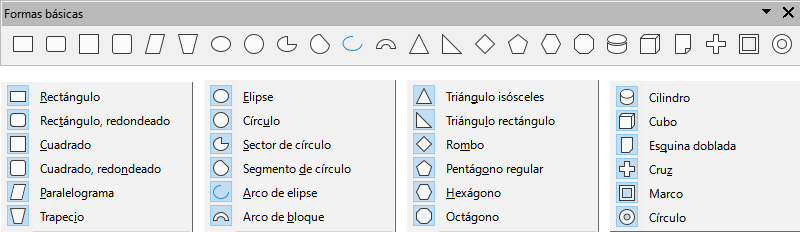 Formas básicas
Rectángulo
Rectángulo, redondeado
Cuadrado
Cuadrado, redondeado
Paralelograma
Trapecio
Elipse
Círculo
Sector de círculo
Segmento de círculo
Arco de elipse
Arco de bloque
Triángulo isósceles
Triángulo rectángulo
Rombo
Pentágono regular
Hexágono
Octágono
Cilindro
Cubo
Esquina doblada
Cruz
Marco
Círculo